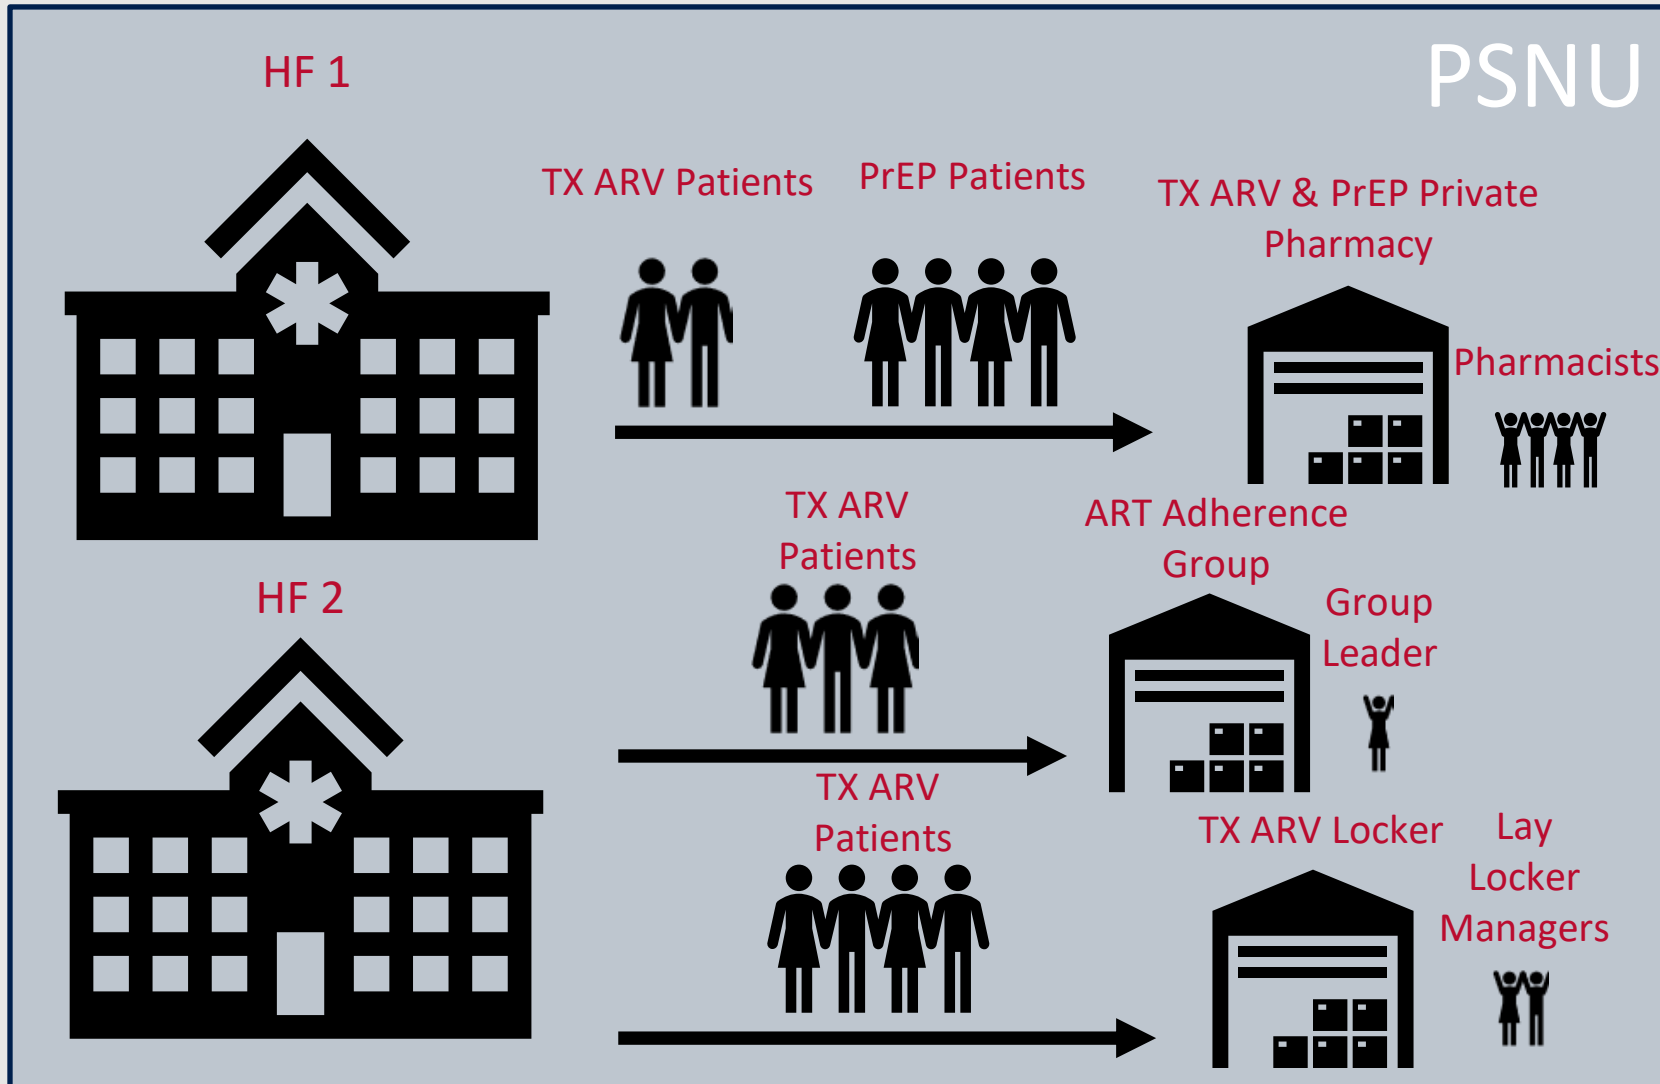 PSNU
HF 1
TX ARV Patients
PrEP Patients
TX ARV & PrEP Private
Pharmacy
Pharmacists
HF 2
TX ARV
Patients
ART Adherence
Group
Group
Leader
TX ARV
Patients
TX ARV Locker
Lay
Locker
Managers